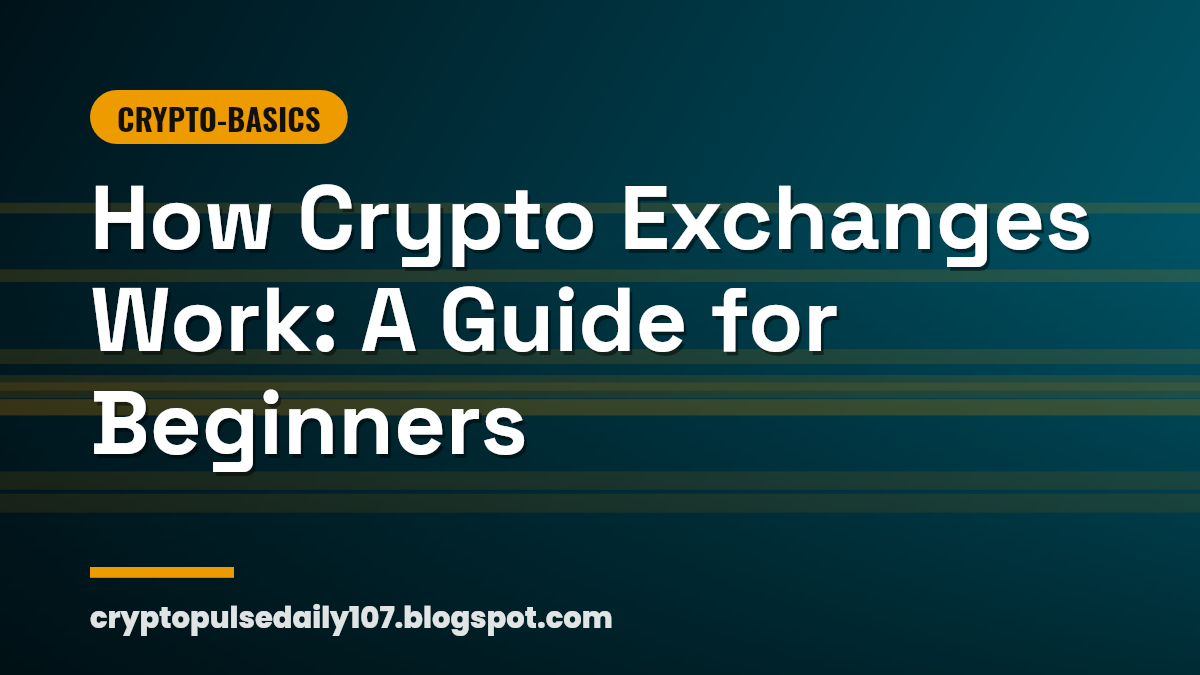 CRYPTO-BASICS
How Crypto Exchanges
Work: A Guide for
Beginners
cryptopulsedaily107.blogspot.com